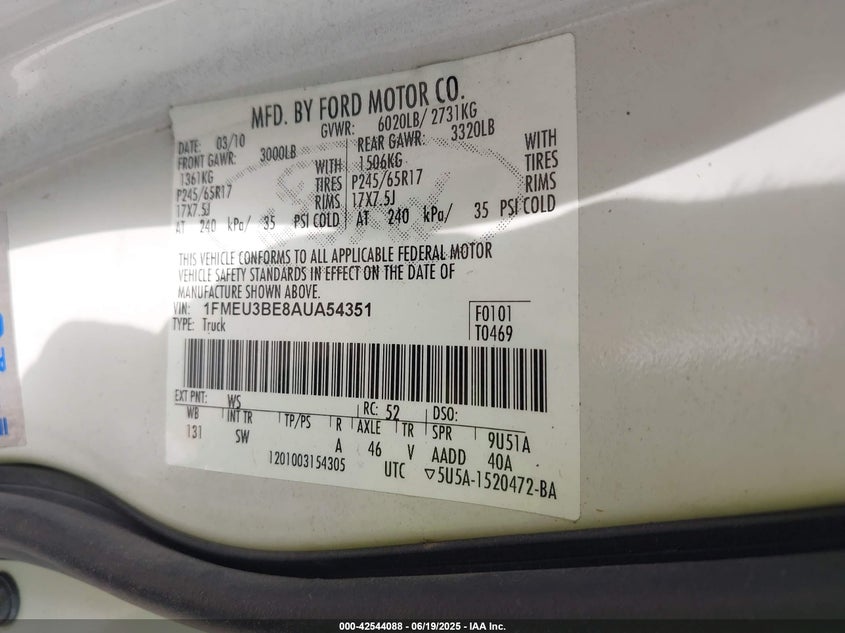 MFD. BY FORD MOTOR CO.
DATE: 03/10 GVWR: 6020LB/ 2731KG
FRONT GAWR: 3000LB REAR GAWR: 3320LB
1361KG WITH 1506KG WITH
P245/65R17 TIRES P245/65R17 TIRES
17X7.5J RIMS 17X7.5J RIMS
AT 240 kPa/ 35 PSI COLD AT 240 kPa/ 35 PSI COLD
THIS VEHICLE CONFORMS TO ALL APPLICABLE FEDERAL MOTOR
VEHICLE SAFETY STANDARDS IN EFFECT ON THE DATE OF
MANUFACTURE SHOWN ABOVE.
VIN: 1FMEU3BE8AUA54351 F0101
TYPE: Truck T0469
EXT PNT: WS RC: 52 DSO:
WB INT TR TP/PS R AXLE TR SPR 9U51A
131 SW A 46 V AADD 40A
1201003154305 UTC ▽5U5A-1520472-BA
000-42544088 - 06/19/2025 - IAA Inc.